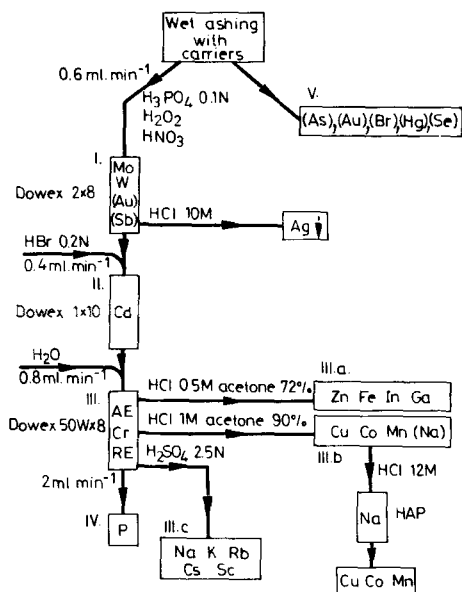 Wet ashing
with
carriers
0.6 ml.min⁻¹
H₃PO₄ 0.1N
H₂O₂
HNO₃
V.
(As),(Au),(Br),(Hg),(Se)
I.
Mo
W
(Au)
(Sb)
Dowex 2x8
HCl 10M
Ag
HBr 0.2N
0.4 ml.min⁻¹
II.
Dowex 1x10
Cd
H₂O
0.8 ml.min⁻¹
III.
AE
Cr
RE
Dowex 50Wx8
HCl 0.5M acetone 72%
III.a.
Zn Fe In Ga
HCl 1M acetone 90%
Cu Co Mn (Na)
III.b
H₂SO₄ 2.5N
HCl 12M
2 ml min⁻¹
IV.
P
III.c
Na K Rb
Cs Sc
Na
HAP
Cu Co Mn